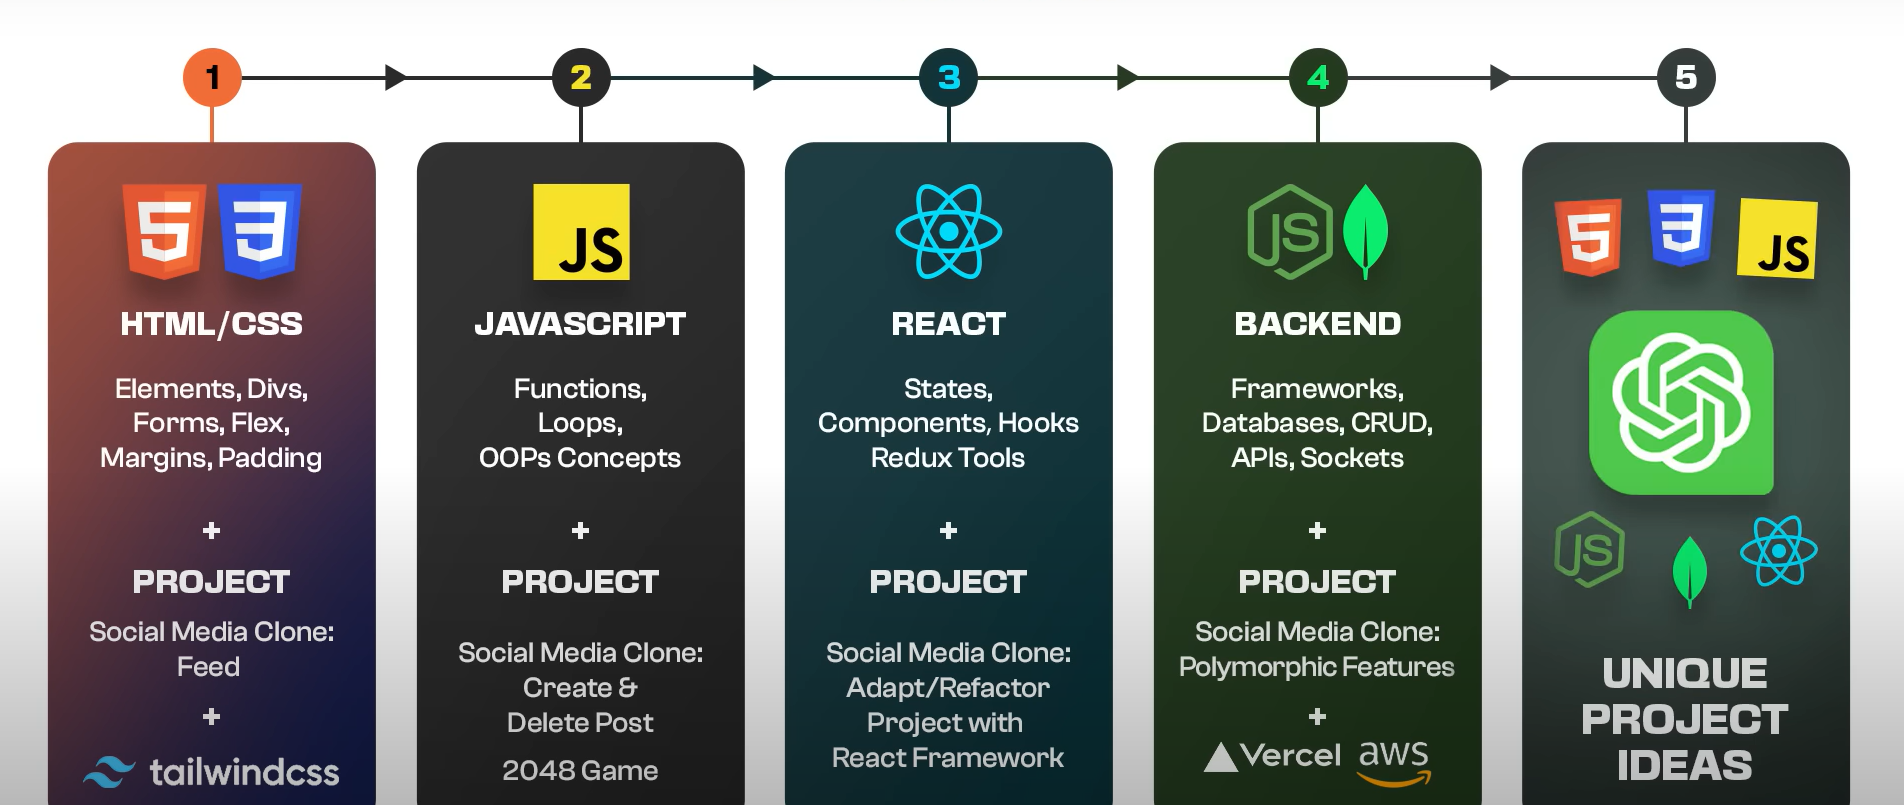 1
2
3
4
5
HTML/CSS
Elements, Divs,
Forms, Flex,
Margins, Padding
+
PROJECT
Social Media Clone:
Feed
+
tailwindcss
JS
JAVASCRIPT
Functions,
Loops,
OOPs Concepts
+
PROJECT
Social Media Clone:
Create &
Delete Post
2048 Game
REACT
States,
Components, Hooks
Redux Tools
+
PROJECT
Social Media Clone:
Adapt/Refactor
Project with
React Framework
JS
BACKEND
Frameworks,
Databases, CRUD,
APIs, Sockets
+
PROJECT
Social Media Clone:
Polymorphic Features
+
Vercel aws
5 3 JS
JS
UNIQUE
PROJECT
IDEAS